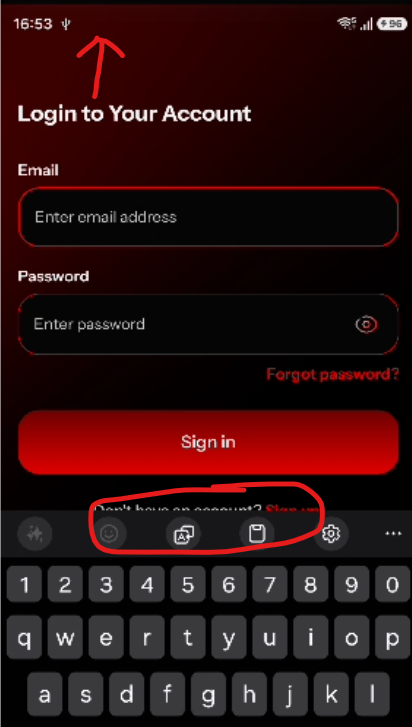 16:53 96
Login to Your Account
Email
Enter email address
Password
Enter password
Forgot password?
Sign in
Don't have an account? Sign up
1 2 3 4 5 6 7 8 9 0
q w e r t y u i o p
a s d f g h j k l